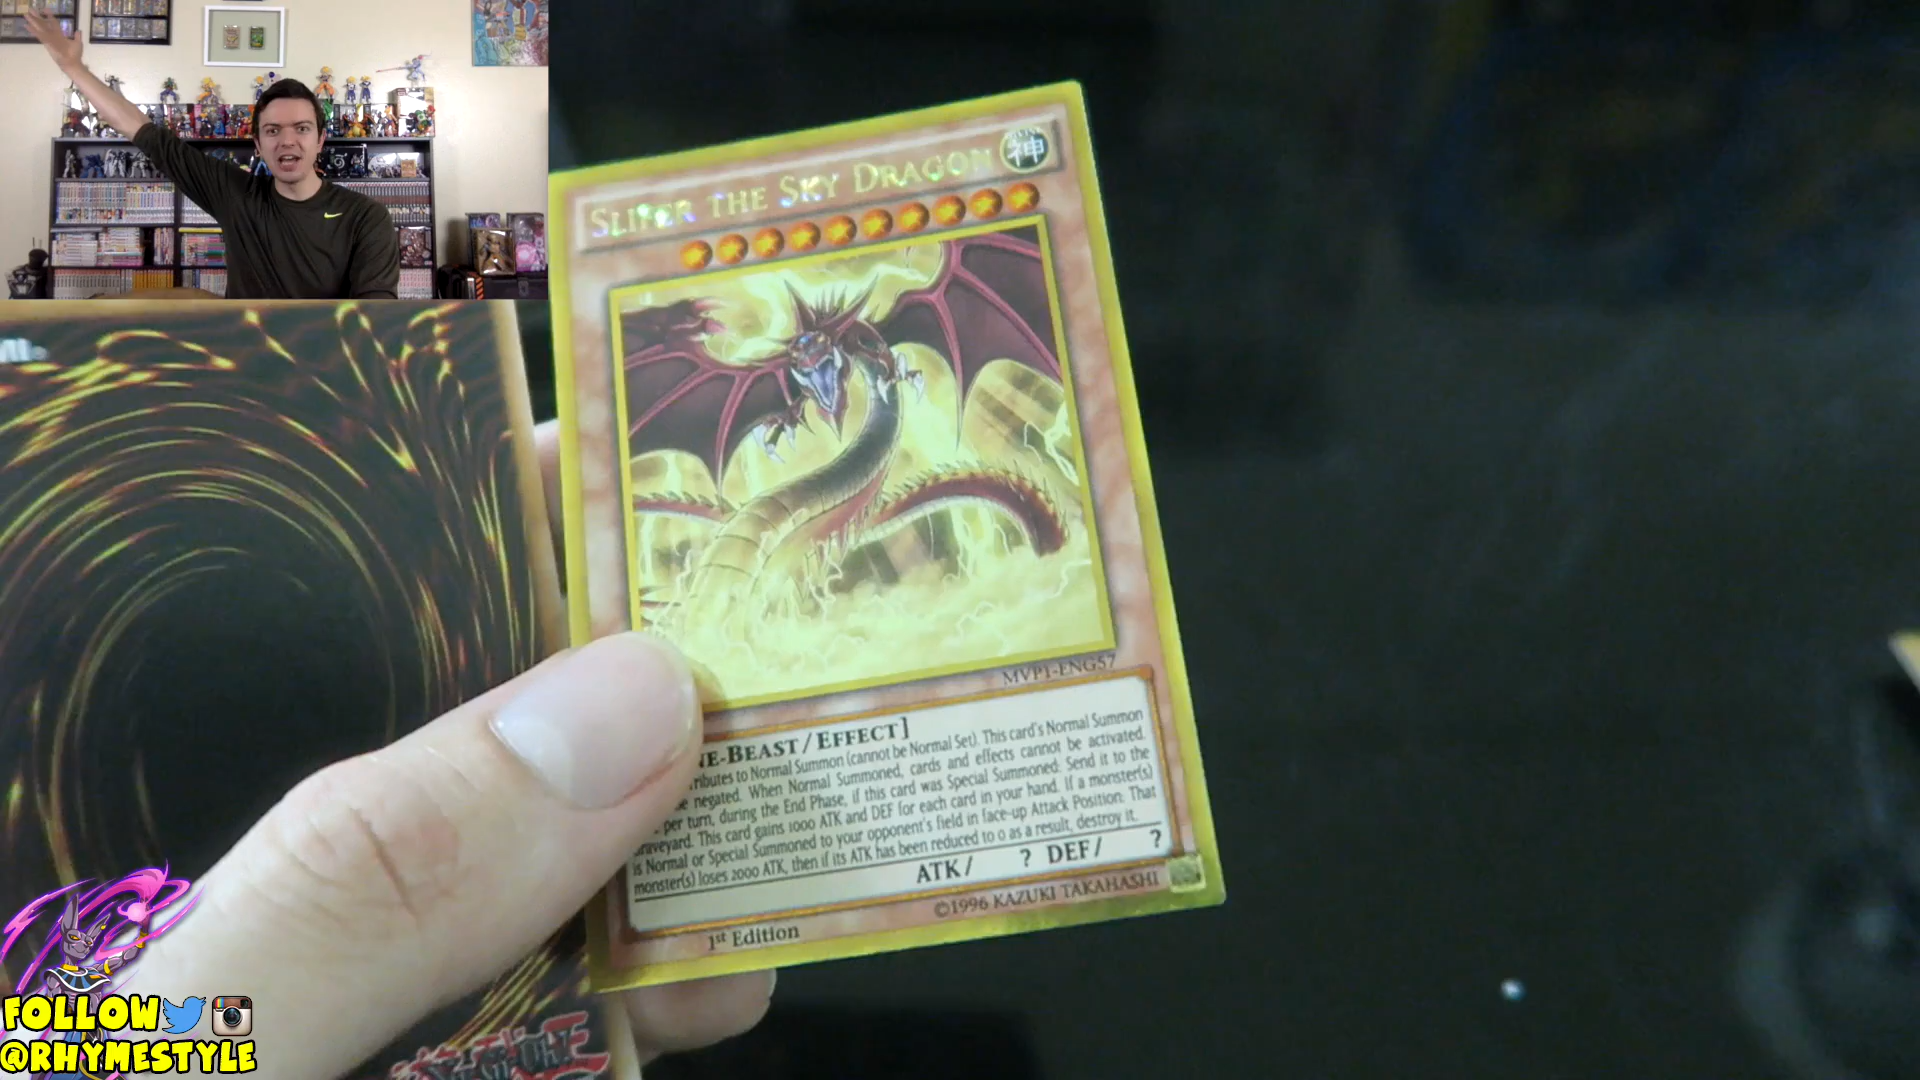 SLIFER THE SKY DRAGON
神
MVP1-ENG57
NE-BEAST / EFFECT]
ributes to Normal Summon (cannot be Normal Set). This card's Normal Summon
be negated. When Normal Summoned, cards and effects cannot be activated.
per turn, during the End Phase, if this card was Special Summoned: Send it to the
Graveyard. This card gains 1000 ATK and DEF for each card in your hand. If a monster(s)
is Normal or Special Summoned to your opponent's field in face-up Attack Position: That
monster(s) loses 2000 ATK, then if its ATK has been reduced to 0 as a result, destroy it.
ATK / ? DEF / ?
1st Edition
©1996 KAZUKI TAKAHASHI
FOLLOW
@RHYMESTYLE